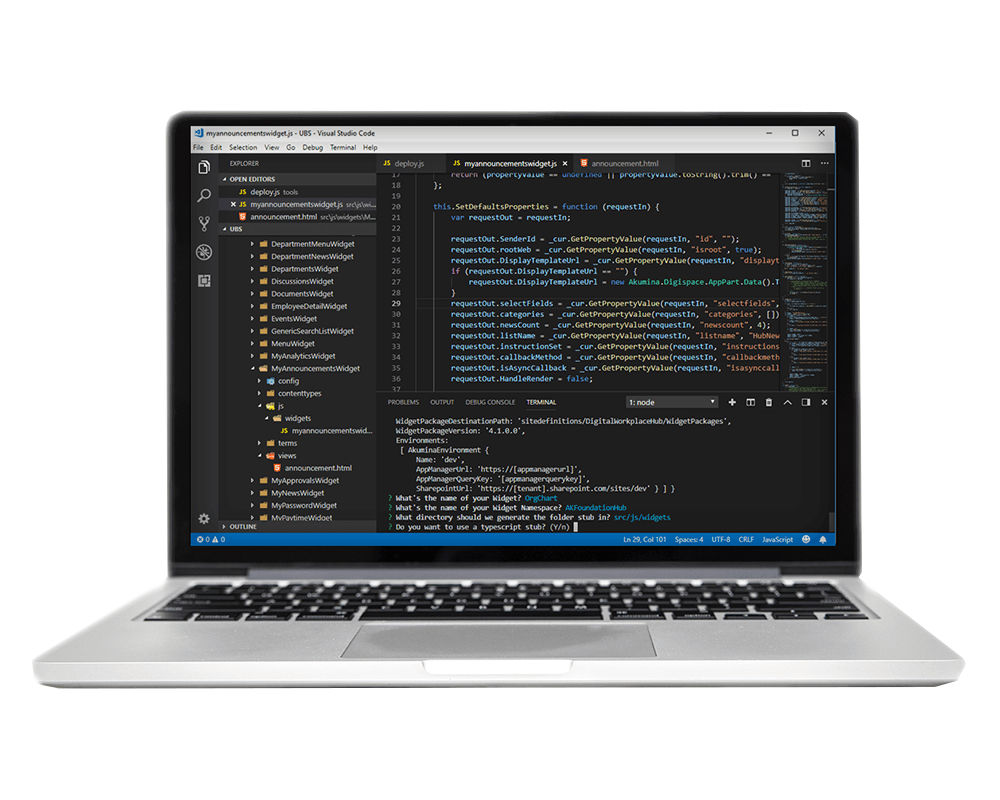 myannouncementswidget.js - UBS - Visual Studio Code
File Edit Selection View Go Debug Terminal Help
EXPLORER
OPEN EDITORS
JS deploy.js tools
JS myannouncementswidget.js src\js\wi...
announcement.html src\js\widgets\M...
UBS
DepartmentMenuWidget
DepartmentNewsWidget
DepartmentsWidget
DiscussionsWidget
DocumentsWidget
EmployeeDetailWidget
EventsWidget
GenericSearchListWidget
MenuWidget
MyAnalyticsWidget
MyAnnouncementsWidget
config
contenttypes
js
widgets
JS myannouncementswid...
terms
views
announcement.html
MyApprovalsWidget
MyNewsWidget
MyPasswordWidget
MyPaytimeWidget
OUTLINE
JS deploy.js JS myannouncementswidget.js announcement.html
17 return (propertyValue == undefined || propertyValue.toString().trim() ==
18 };
19
20 this.SetDefaultsProperties = function (requestIn) {
21 var requestOut = requestIn;
22
23 requestOut.SenderId = _cur.GetPropertyValue(requestIn, "id", "");
24 requestOut.rootWeb = _cur.GetPropertyValue(requestIn, "isroot", true);
25 requestOut.DisplayTemplateUrl = _cur.GetPropertyValue(requestIn, "displayt
26 if (requestOut.DisplayTemplateUrl == "") {
27 requestOut.DisplayTemplateUrl = new Akumina.Digispace.AppPart.Data().T
28 }
29 requestOut.selectFields = _cur.GetPropertyValue(requestIn, "selectfields",
30 requestOut.categories = _cur.GetPropertyValue(requestIn, "categories", [])
31 requestOut.newsCount = _cur.GetPropertyValue(requestIn, "newscount", 4);
32 requestOut.listName = _cur.GetPropertyValue(requestIn, "listname", "HubNew
33 requestOut.instructionSet = _cur.GetPropertyValue(requestIn, "instructions
34 requestOut.callbackMethod = _cur.GetPropertyValue(requestIn, "callbackmeth
35 requestOut.isAsyncCallback = _cur.GetPropertyValue(requestIn, "isasynccall
36 requestOut.HandleRender = false;
37
PROBLEMS OUTPUT DEBUG CONSOLE TERMINAL 1: node
WidgetPackageDestinationPath: 'sitedefinitions/DigitalWorkplaceHub/WidgetPackages',
WidgetPackageVersion: '4.1.0.0',
Environments:
[ AkuminaEnvironment {
Name: 'dev',
AppManagerUrl: 'https://[appmanagerurl]',
AppManagerQueryKey: '[appmanagerquerykey]',
SharepointUrl: 'https://[tenant].sharepoint.com/sites/dev' } ] }
? What's the name of your Widget? OrgChart
? What's the name of your Widget Namespace? AKFoundationHub
? What directory should we generate the folder stub in? src/js/widgets
? Do you want to use a typescript stub? (Y/n)
0 0 Ln 29, Col 101 Spaces: 4 UTF-8 CRLF JavaScript